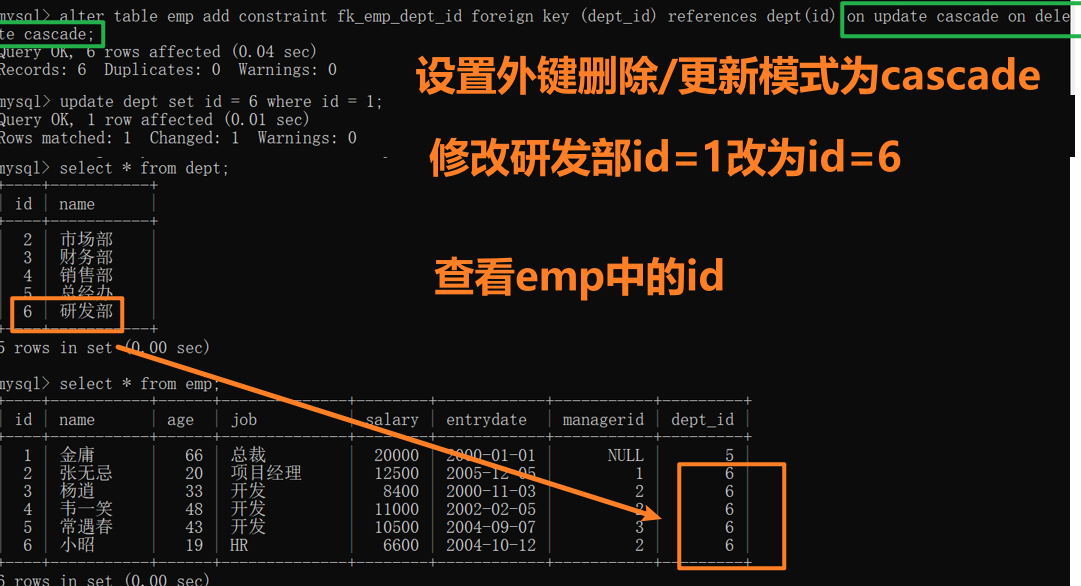 mysql> alter table emp add constraint fk_emp_dept_id foreign key (dept_id) references dept(id) on update cascade on dele
te cascade;
Query OK, 6 rows affected (0.04 sec)
Records: 6  Duplicates: 0  Warnings: 0
设置外键删除/更新模式为cascade
mysql> update dept set id = 6 where id = 1;
Query OK, 1 row affected (0.01 sec)
Rows matched: 1  Changed: 1  Warnings: 0
修改研发部id=1改为id=6
mysql> select * from dept;
id | name
2 | 市场部
3 | 财务部
4 | 销售部
5 | 总经办
6 | 研发部
查看emp中的id
5 rows in set (0.00 sec)
mysql> select * from emp;
id | name | age | job | salary | entrydate | managerid | dept_id
1 | 金庸 | 66 | 总裁 | 20000 | 2000-01-01 | NULL | 5
2 | 张无忌 | 20 | 项目经理 | 12500 | 2005-12-05 | 1 | 6
3 | 杨逍 | 33 | 开发 | 8400 | 2000-11-03 | 2 | 6
4 | 韦一笑 | 48 | 开发 | 11000 | 2002-02-05 | 2 | 6
5 | 常遇春 | 43 | 开发 | 10500 | 2004-09-07 | 3 | 6
6 | 小昭 | 19 | HR | 6600 | 2004-10-12 | 2 | 6
6 rows in set (0.00 sec)